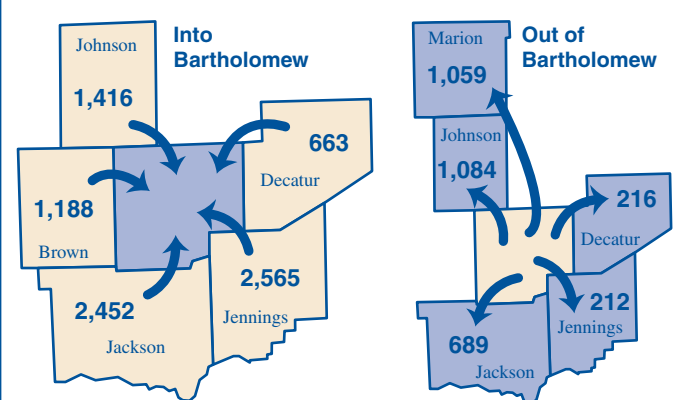 Into
Bartholomew
Johnson
1,416
663
Decatur
1,188
Brown
2,565
Jennings
2,452
Jackson
Out of
Bartholomew
Marion
1,059
Johnson
1,084
216
Decatur
212
Jennings
689
Jackson